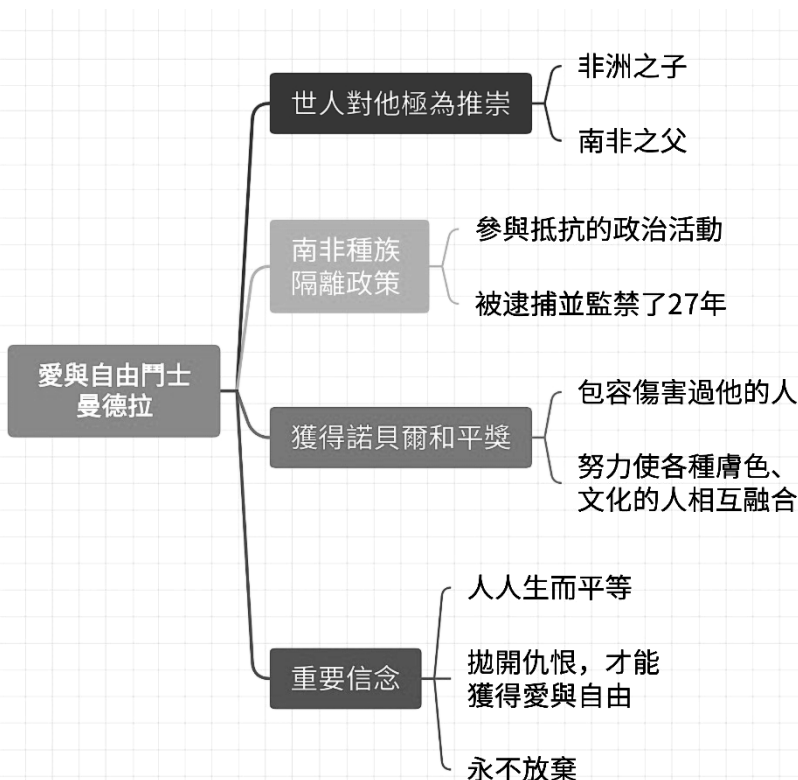 世人對他極為推崇
非洲之子
南非之父
南非種族
隔離政策
參與抵抗的政治活動
被逮捕並監禁了27年
愛與自由鬥士
曼德拉
獲得諾貝爾和平獎
包容傷害過他的人
努力使各種膚色、
文化的人相互融合
重要信念
人人生而平等
拋開仇恨，才能
獲得愛與自由
永不放棄